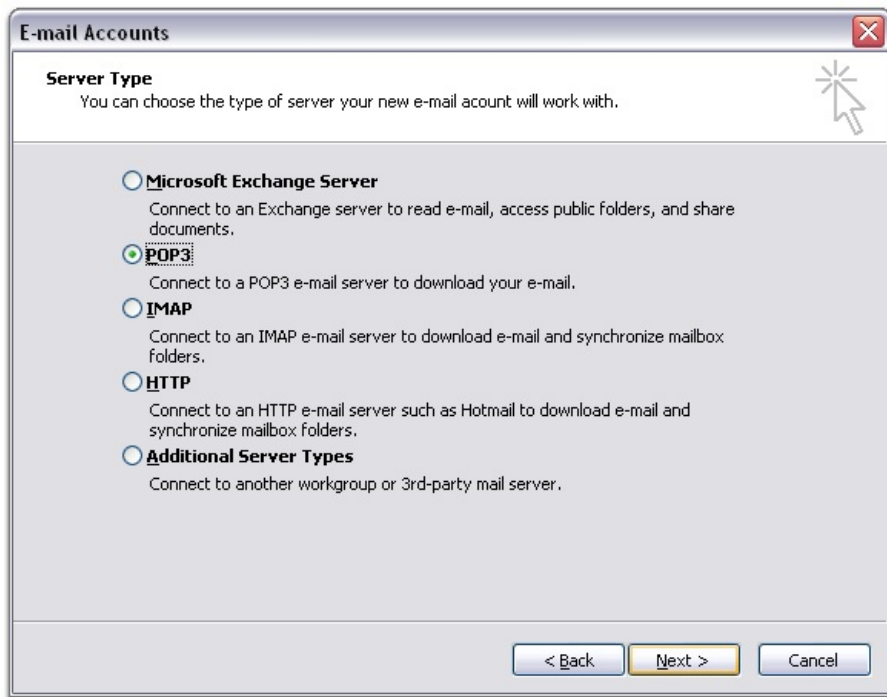 E-mail Accounts
Server Type
You can choose the type of server your new e-mail acount will work with.
Microsoft Exchange Server
Connect to an Exchange server to read e-mail, access public folders, and share
documents.
POP3
Connect to a POP3 e-mail server to download your e-mail.
IMAP
Connect to an IMAP e-mail server to download e-mail and synchronize mailbox
folders.
HTTP
Connect to an HTTP e-mail server such as Hotmail to download e-mail and
synchronize mailbox folders.
Additional Server Types
Connect to another workgroup or 3rd-party mail server.
< Back Next > Cancel